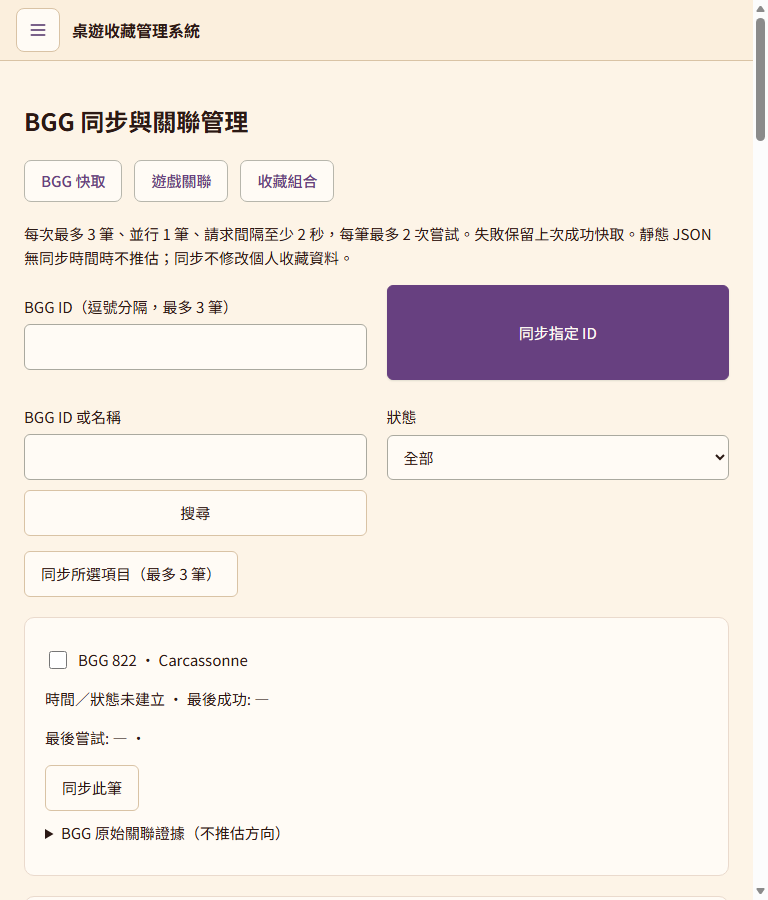 桌遊收藏管理系統
BGG 同步與關聯管理
BGG 快取
遊戲關聯
收藏組合
每次最多 3 筆、並行 1 筆、請求間隔至少 2 秒，每筆最多 2 次嘗試。失敗保留上次成功快取。靜態 JSON
無同步時間時不推估；同步不修改個人收藏資料。
BGG ID（逗號分隔，最多 3 筆）
同步指定 ID
BGG ID 或名稱
狀態
全部
搜尋
同步所選項目（最多 3 筆）
BGG 822 · Carcassonne
時間／狀態未建立 · 最後成功: —
最後嘗試: — ·
同步此筆
BGG 原始關聯證據（不推估方向）